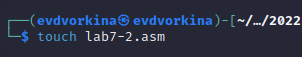 ┌──(evdvorkina㉿evdvorkina)-[~/…/2022
└─$ touch lab7-2.asm